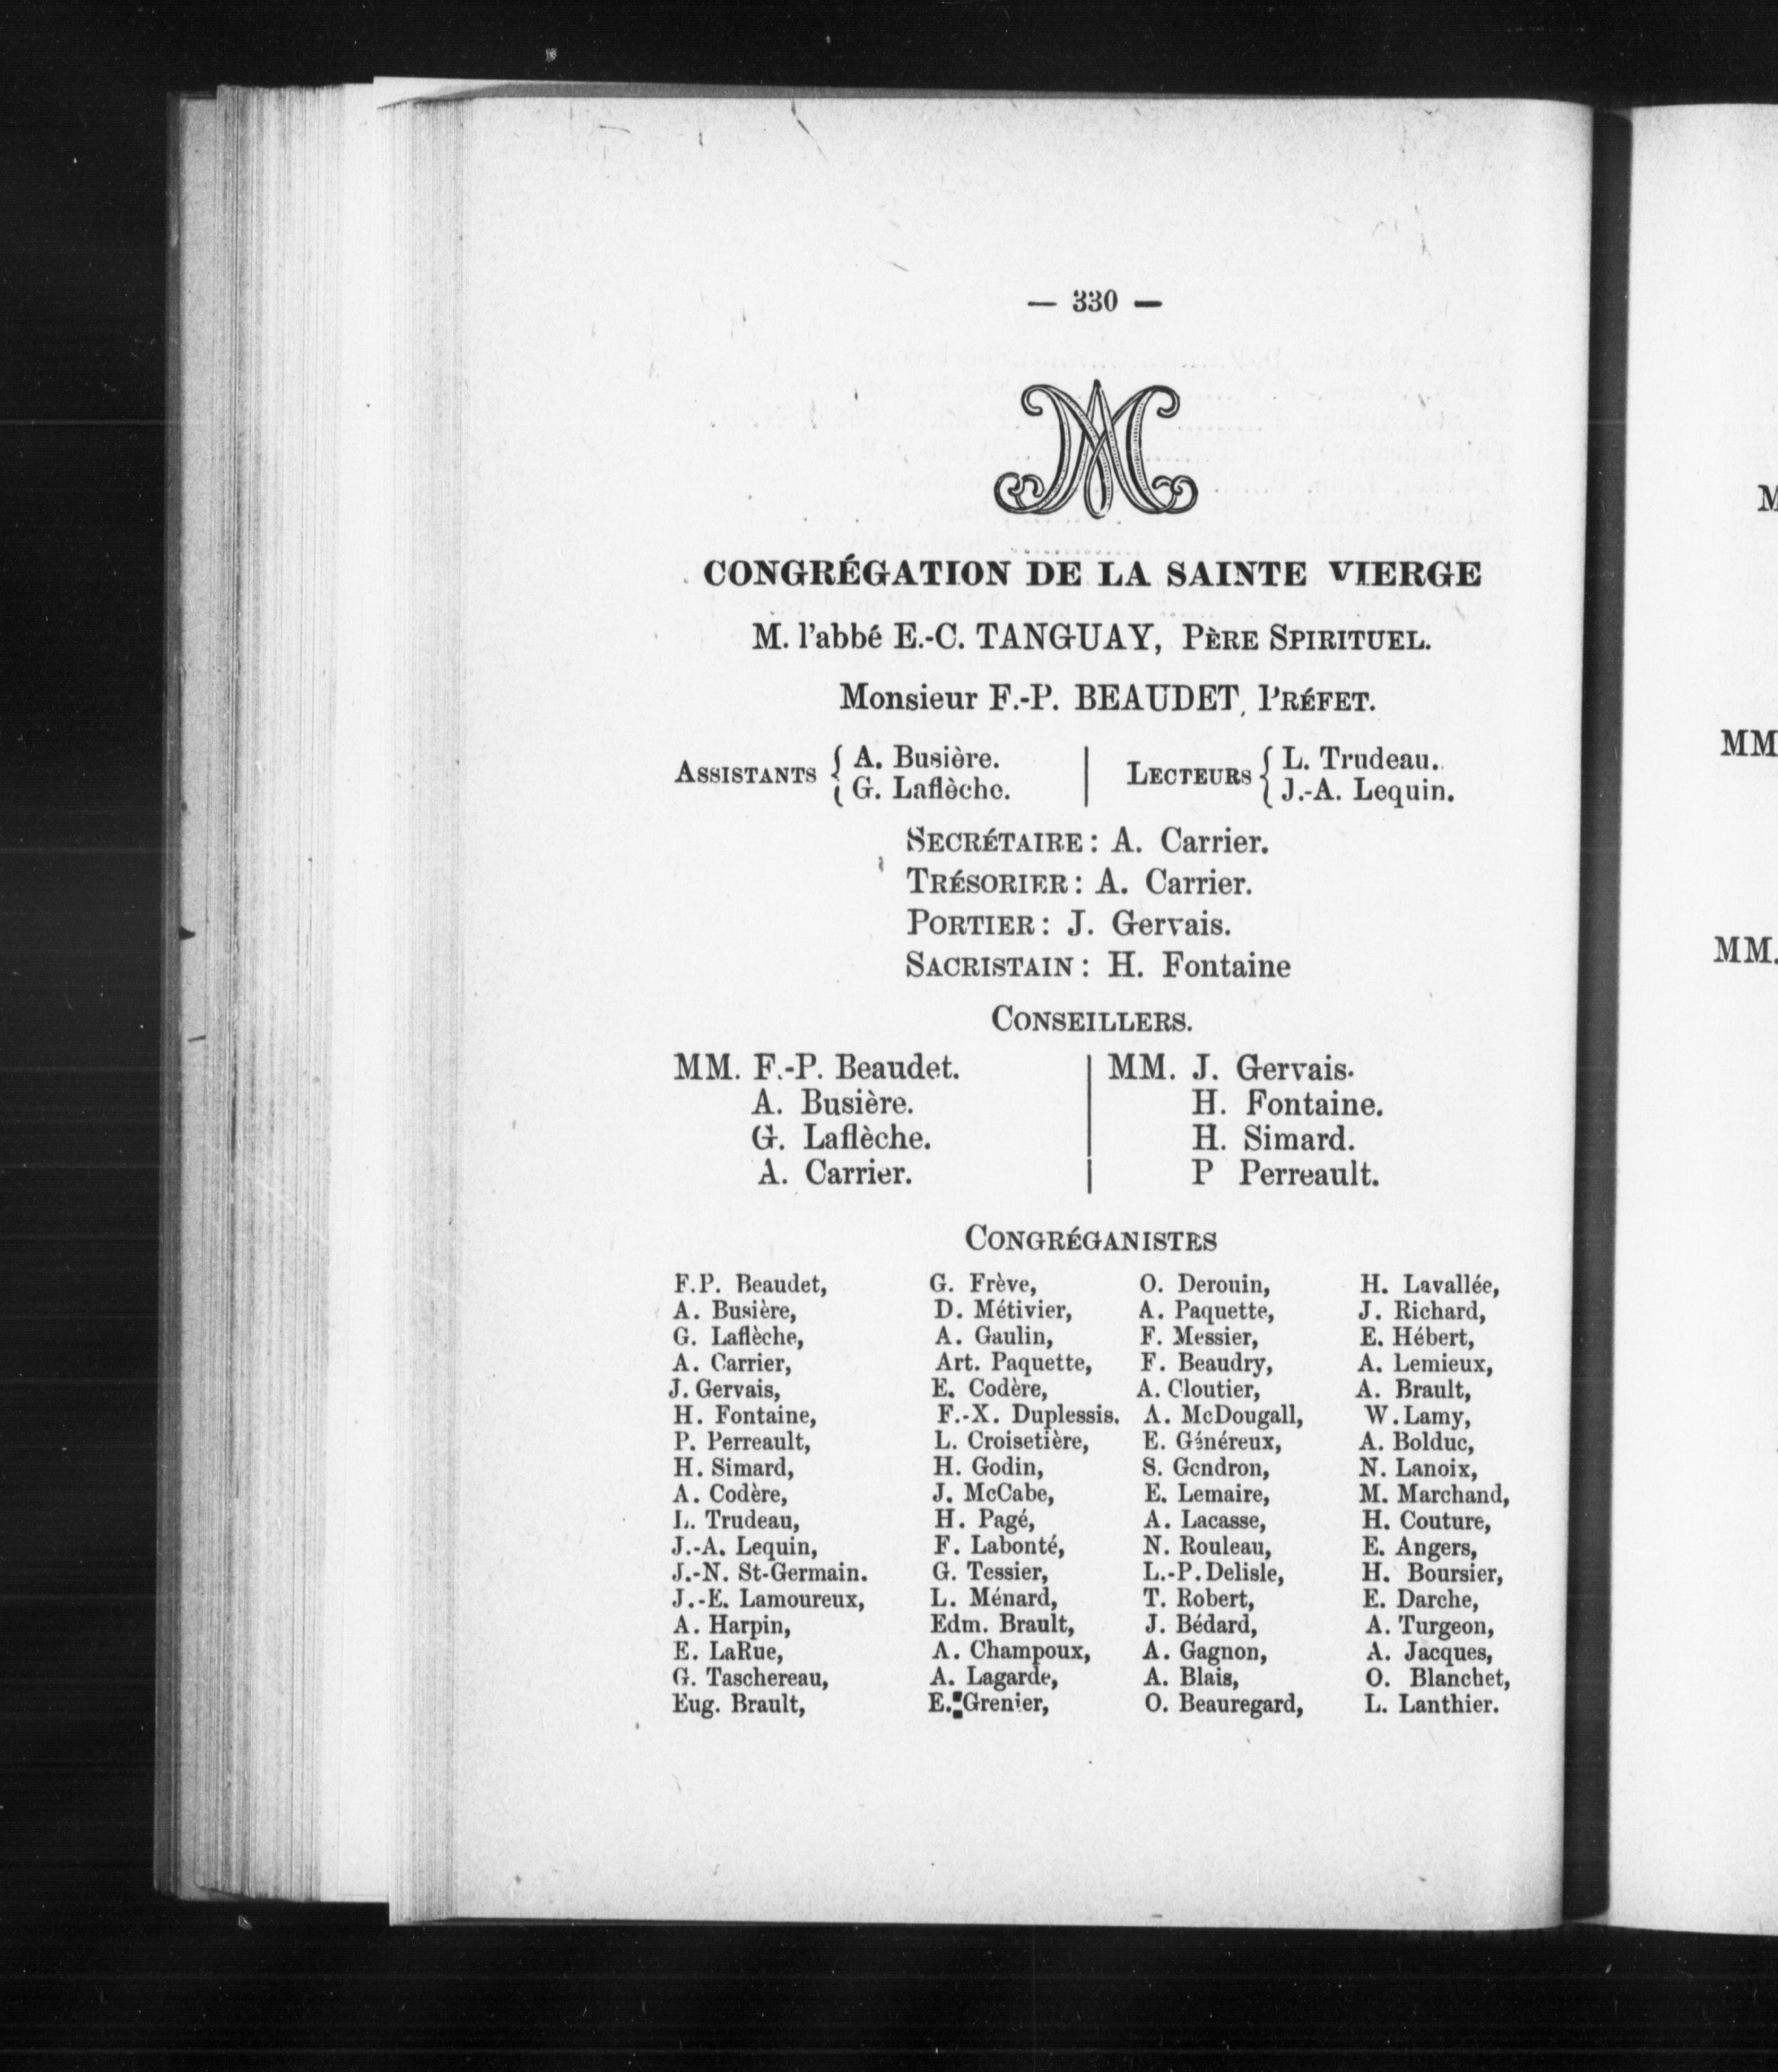 — 330 —
CONGRÉGATION DE LA SAINTE VIERGE
M. l'abbé E.-C. TANGUAY, PÈRE SPIRITUEL.
Monsieur F.-P. BEAUDET, PRÉFET.
ASSISTANTS { A. Busière. | LECTEURS { L. Trudeau.
G. Laflèche. J.-A. Lequin.
SECRÉTAIRE : A. Carrier.
TRÉSORIER : A. Carrier.
PORTIER : J. Gervais.
SACRISTAIN : H. Fontaine
CONSEILLERS.
MM. F.-P. Beaudet. | MM. J. Gervais.
A. Busière. | H. Fontaine.
G. Laflèche. | H. Simard.
A. Carrier. | P Perreault.
CONGRÉGANISTES
F.P. Beaudet, G. Frève, O. Derouin, H. Lavallée,
A. Busière, D. Métivier, A. Paquette, J. Richard,
G. Laflèche, A. Gaulin, F. Messier, E. Hébert,
A. Carrier, Art. Paquette, F. Beaudry, A. Lemieux,
J. Gervais, E. Codère, A. Cloutier, A. Brault,
H. Fontaine, F.-X. Duplessis. A. McDougall, W. Lamy,
P. Perreault, L. Croisetière, E. Généreux, A. Bolduc,
H. Simard, H. Godin, S. Gendron, N. Lanoix,
A. Codère, J. McCabe, E. Lemaire, M. Marchand,
L. Trudeau, H. Pagé, A. Lacasse, H. Couture,
J.-A. Lequin, F. Labonté, N. Rouleau, E. Angers,
J.-N. St-Germain. G. Tessier, L.-P. Delisle, H. Boursier,
J.-E. Lamoureux, L. Ménard, T. Robert, E. Darche,
A. Harpin, Edm. Brault, J. Bédard, A. Turgeon,
E. LaRue, A. Champoux, A. Gagnon, A. Jacques,
G. Taschereau, A. Lagarde, A. Blais, O. Blanchet,
Eug. Brault, E. Grenier, O. Beauregard, L. Lanthier.
MM
MM.